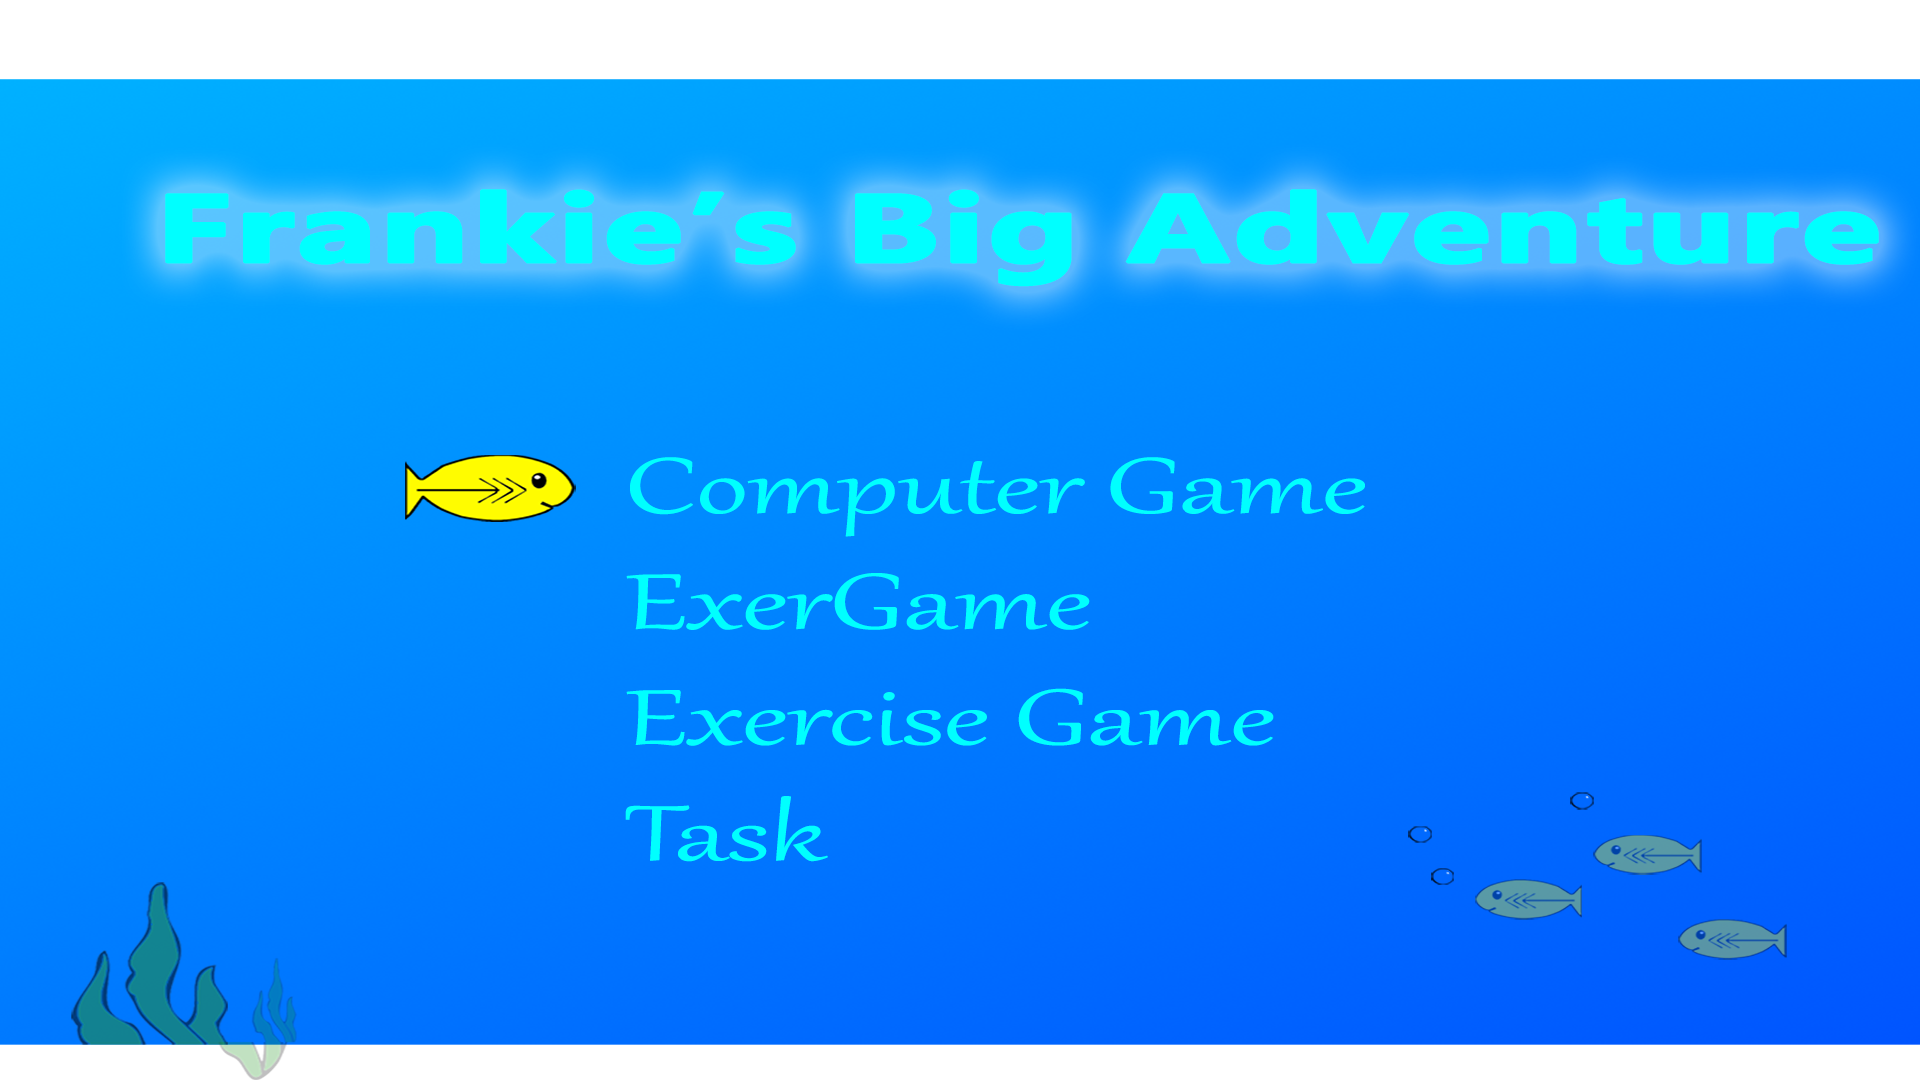 Frankie’s Big Adventure
Computer Game
ExerGame
Exercise Game
Task